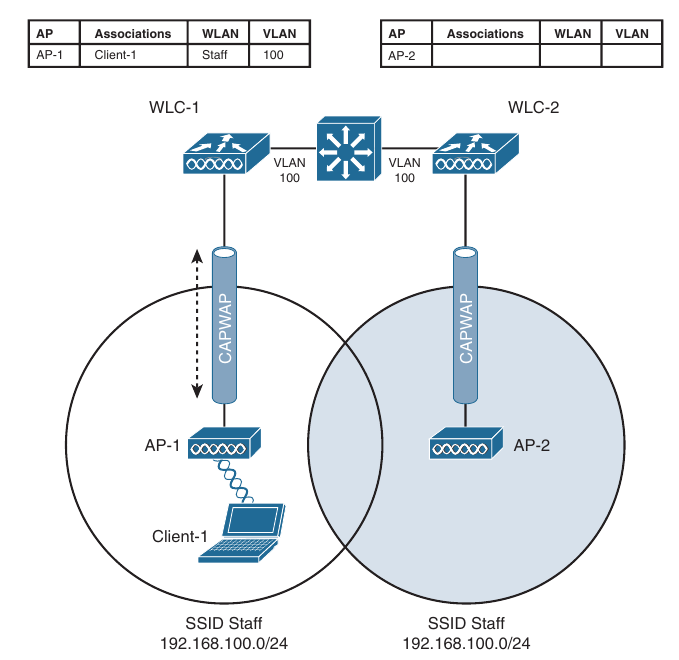 AP Associations WLAN VLAN
AP-1 Client-1 Staff 100
AP Associations WLAN VLAN
AP-2
WLC-1
WLC-2
VLAN
100
VLAN
100
CAPWAP
CAPWAP
AP-1
AP-2
Client-1
SSID Staff
192.168.100.0/24
SSID Staff
192.168.100.0/24